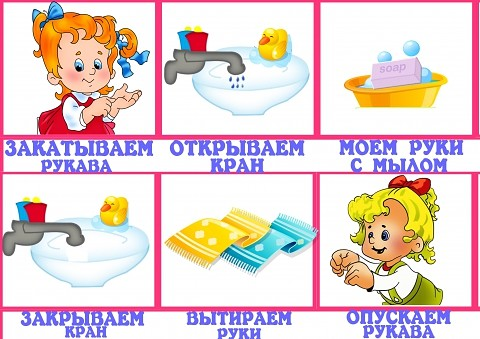 ЗАКАТЫВАЕМ
РУКАВА
ОТКРЫВАЕМ
КРАН
soap
МОЕМ РУКИ
С МЫЛОМ
ЗАКРЫВАЕМ
КРАН
ВЫТИРАЕМ
РУКИ
ОПУСКАЕМ
РУКАВА